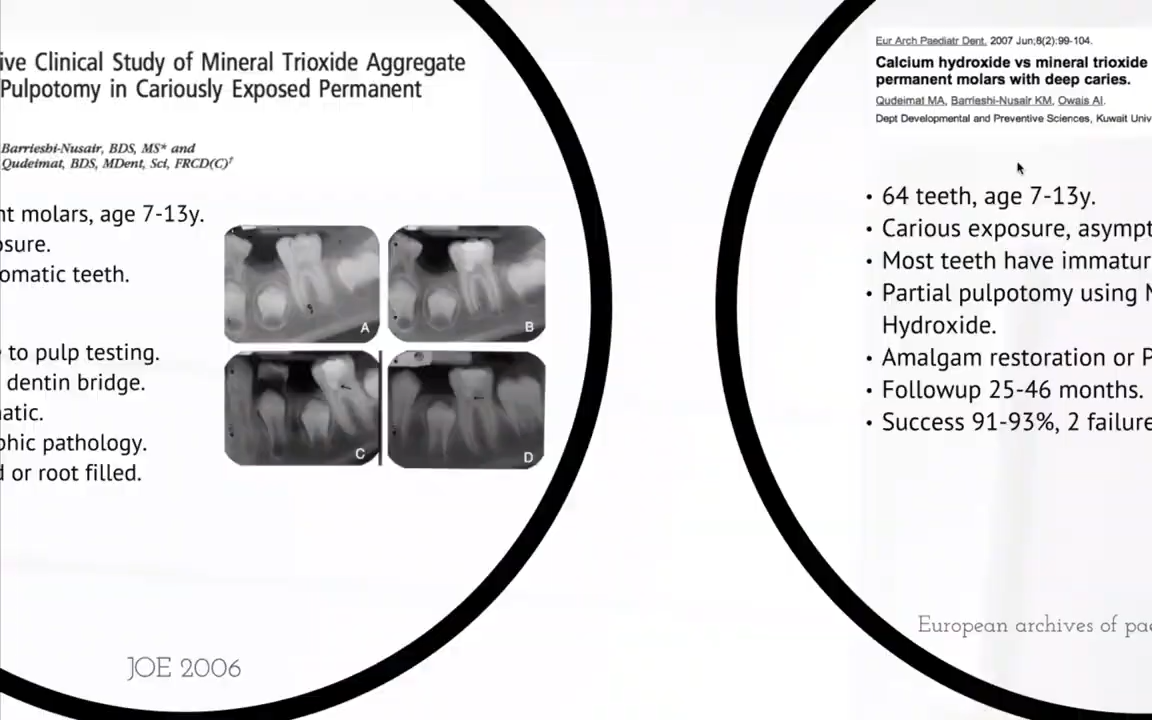 ive Clinical Study of Mineral Trioxide Aggregate
Pulpotomy in Cariously Exposed Permanent
Barrieshi-Nusair, BDS, MS* and
Qudeimat, BDS, MDent, Sci, FRCD(C)†
nt molars, age 7-13y.
sure.
omatic teeth.
to pulp testing.
dentin bridge.
atic.
phic pathology.
d or root filled.
A
B
C
D
JOE 2006
Eur Arch Paediatr Dent. 2007 Jun;8(2):99-104.
Calcium hydroxide vs mineral trioxide
permanent molars with deep caries.
Qudeimat MA, Barrieshi-Nusair KM, Owais AI.
Dept Developmental and Preventive Sciences, Kuwait Univ
• 64 teeth, age 7-13y.
• Carious exposure, asympt
• Most teeth have immatur
• Partial pulpotomy using M
Hydroxide.
• Amalgam restoration or P
• Followup 25-46 months.
• Success 91-93%, 2 failure
European archives of pae